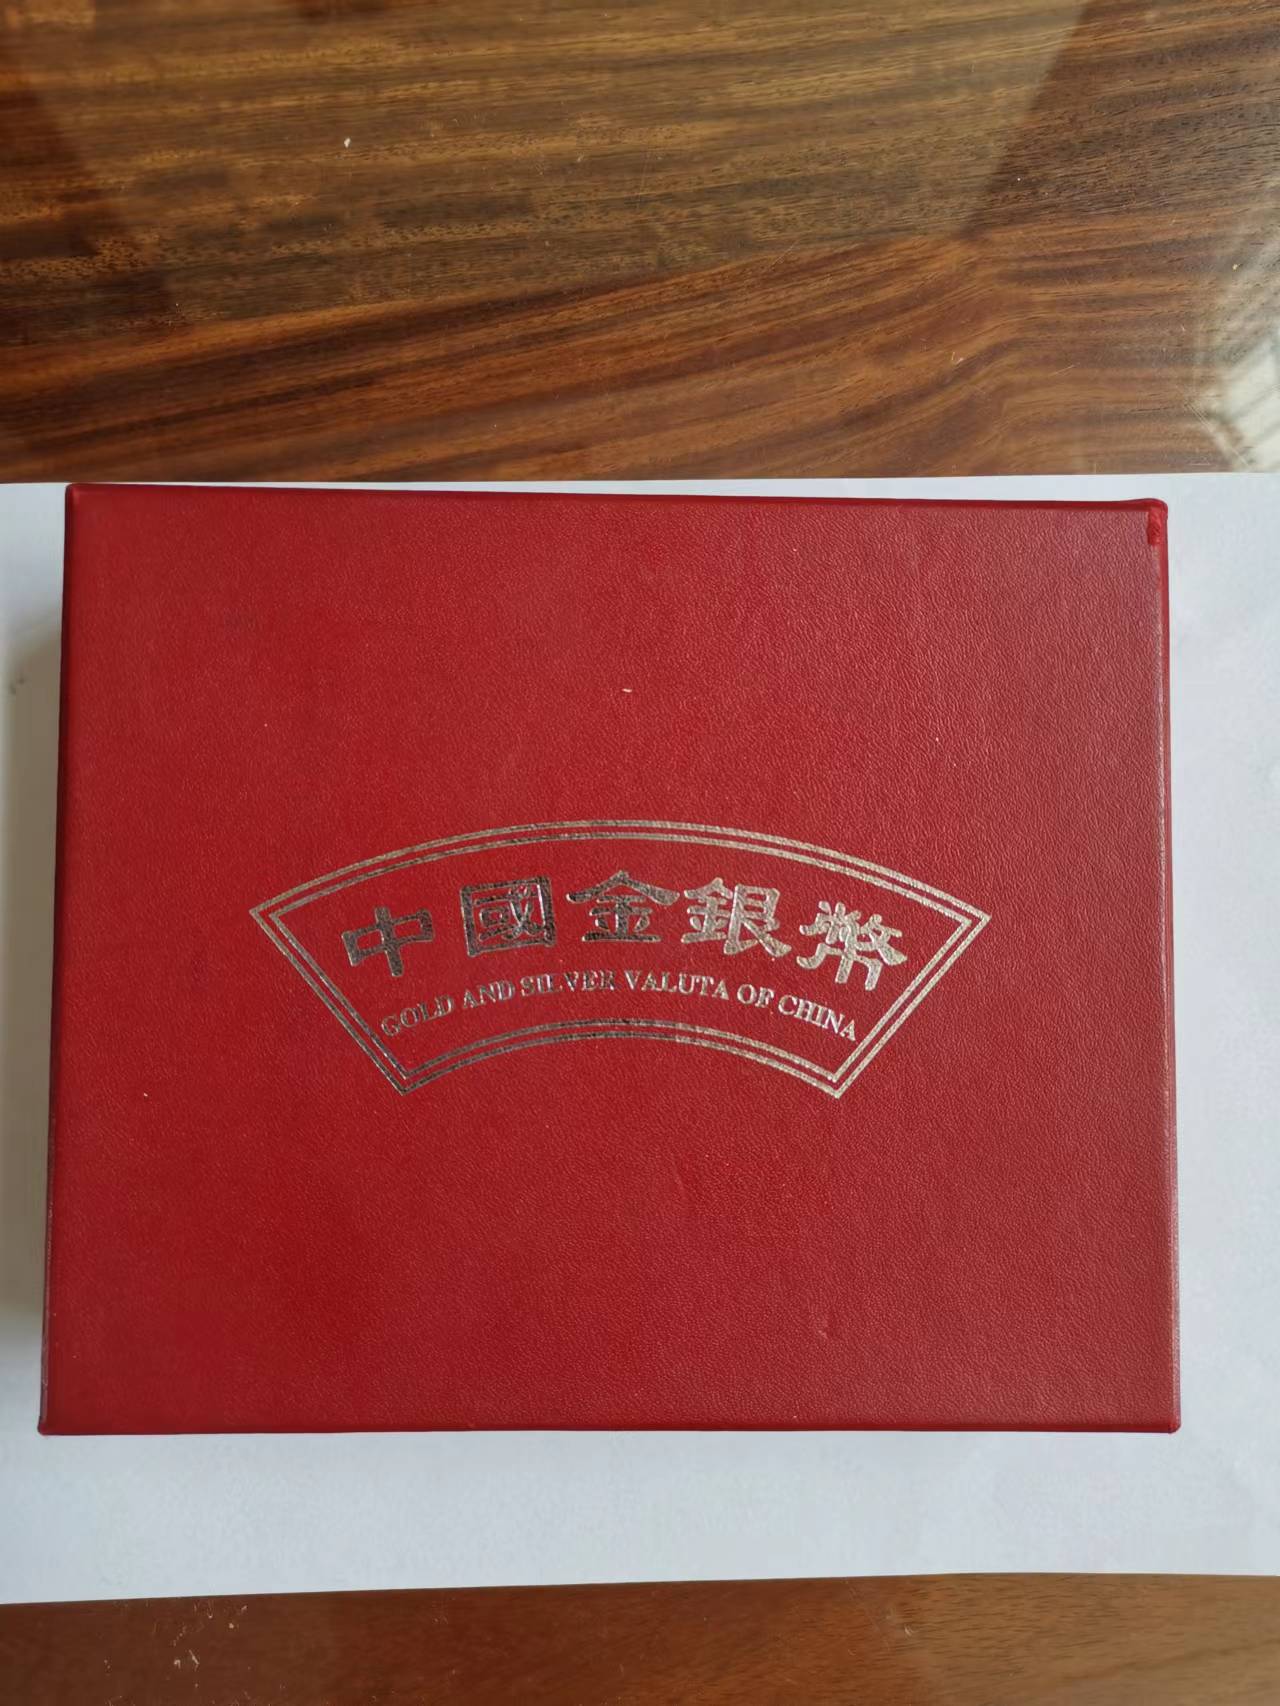 中國金銀幣
GOLD AND SILVER VALUTA OF CHINA